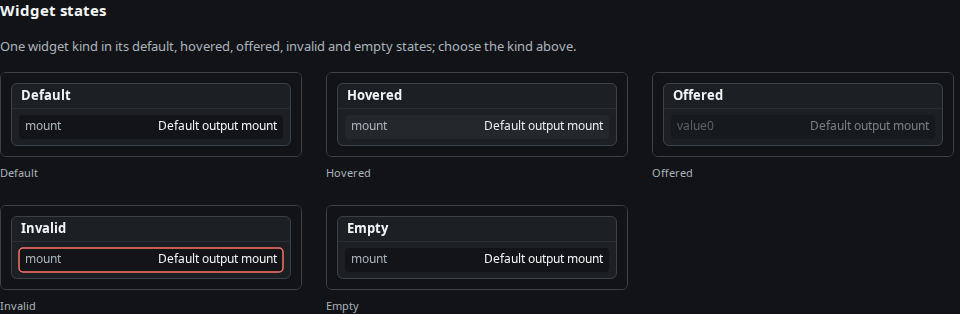 Widget states
One widget kind in its default, hovered, offered, invalid and empty states; choose the kind above.
Default
mount Default output mount
Default
Hovered
mount Default output mount
Hovered
Offered
value0 Default output mount
Offered
Invalid
mount Default output mount
Invalid
Empty
mount Default output mount
Empty